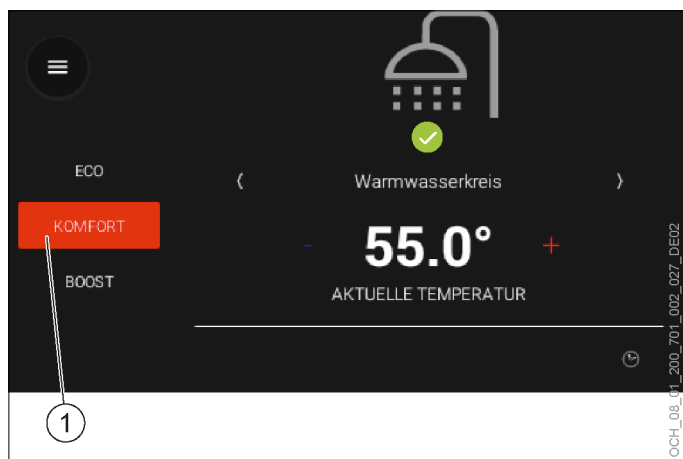 ECO
KOMFORT
BOOST
Warmwasserkreis
- 55.0° +
AKTUELLE TEMPERATUR
1
OCH_08_01_200_701_002_027_DE02